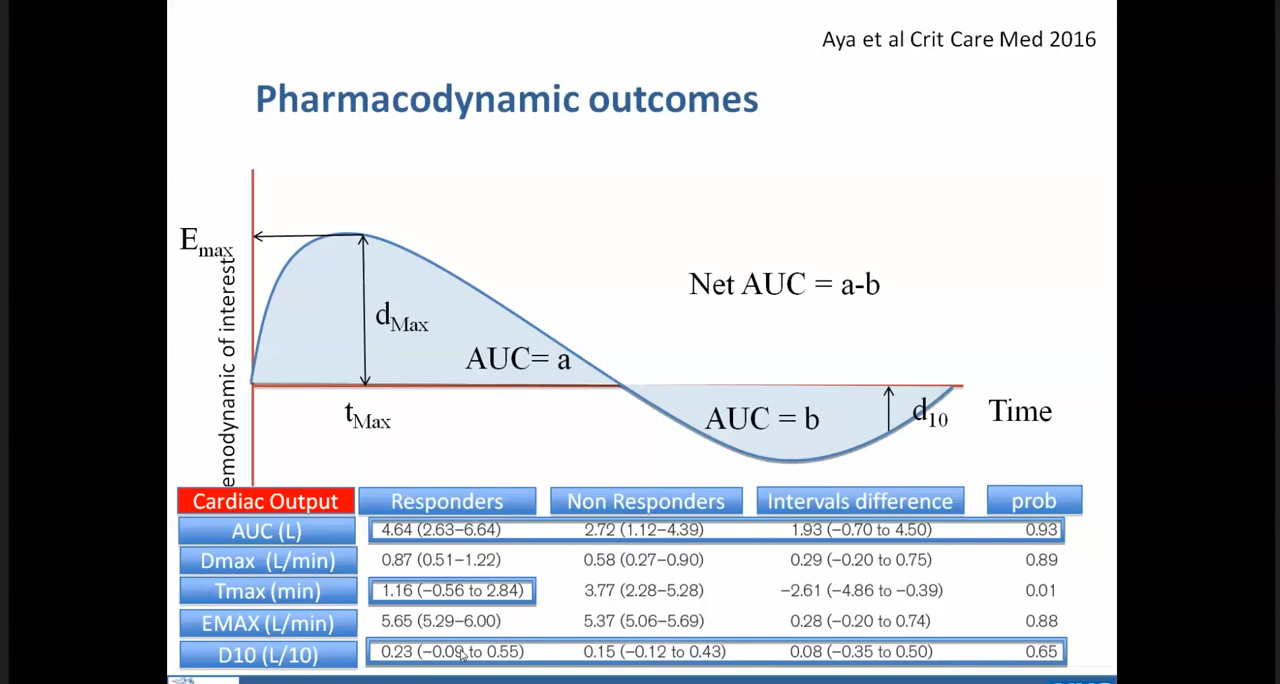 Aya et al Crit Care Med 2016
Pharmacodynamic outcomes
Emax
emodynamic of interest
dMax
Net AUC = a-b
AUC= a
tMax
AUC = b
d10
Time
Cardiac Output Responders Non Responders Intervals difference prob
AUC (L) 4.64 (2.63–6.64) 2.72 (1.12–4.39) 1.93 (−0.70 to 4.50) 0.93
Dmax (L/min) 0.87 (0.51–1.22) 0.58 (0.27–0.90) 0.29 (−0.20 to 0.75) 0.89
Tmax (min) 1.16 (−0.56 to 2.84) 3.77 (2.28–5.28) −2.61 (−4.86 to −0.39) 0.01
EMAX (L/min) 5.65 (5.29–6.00) 5.37 (5.06–5.69) 0.28 (−0.20 to 0.74) 0.88
D10 (L/10) 0.23 (−0.09 to 0.55) 0.15 (−0.12 to 0.43) 0.08 (−0.35 to 0.50) 0.65